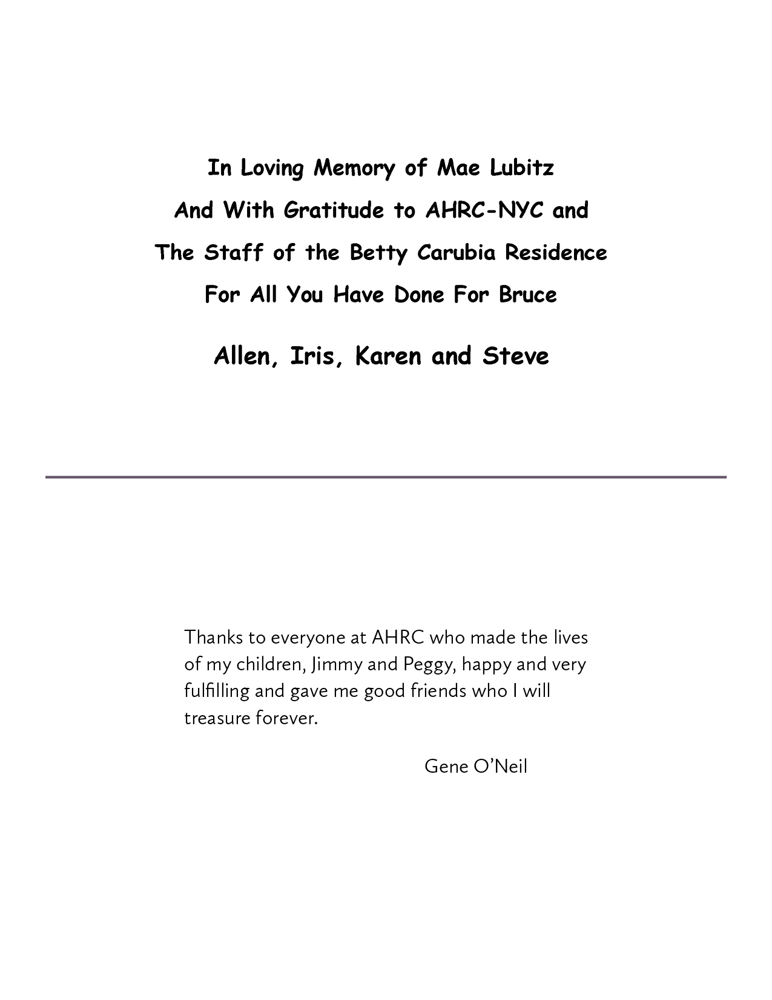 In Loving Memory of Mae Lubitz
And With Gratitude to AHRC-NYC and
The Staff of the Betty Carubia Residence
For All You Have Done For Bruce
Allen, Iris, Karen and Steve
Thanks to everyone at AHRC who made the lives
of my children, Jimmy and Peggy, happy and very
fulfilling and gave me good friends who I will
treasure forever.
Gene O’Neil